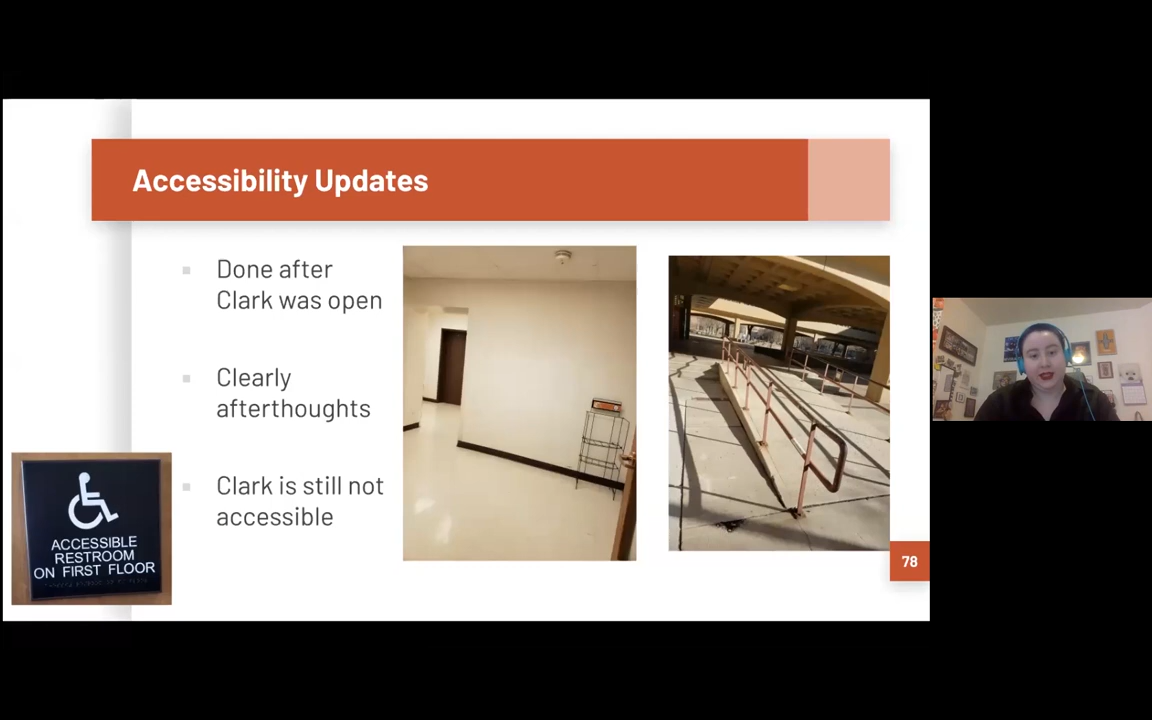 Accessibility Updates
Done after
Clark was open
Clearly
afterthoughts
Clark is still not
accessible
ACCESSIBLE
RESTROOM
ON FIRST FLOOR
78